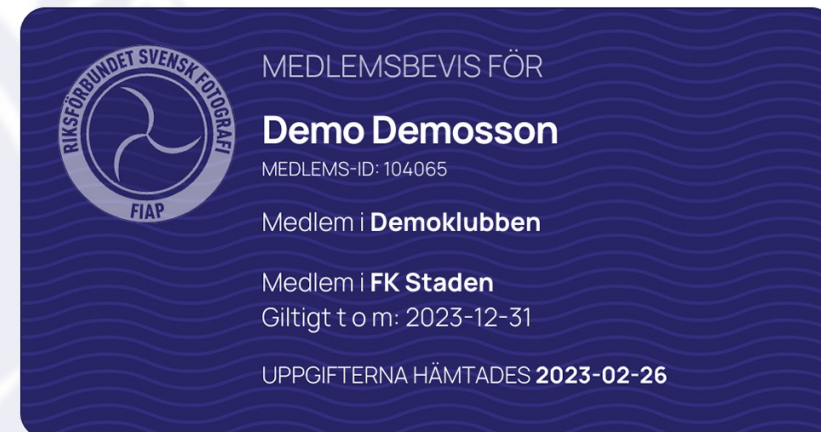 RIKSFÖRBUNDET SVENSK FOTOGRAFI
FIAP
MEDLEMSBEVIS FÖR
Demo Demosson
MEDLEMS-ID: 104065
Medlem i Demoklubben
Medlem i FK Staden
Giltigt t o m: 2023-12-31
UPPGIFTERNA HÄMTADES 2023-02-26